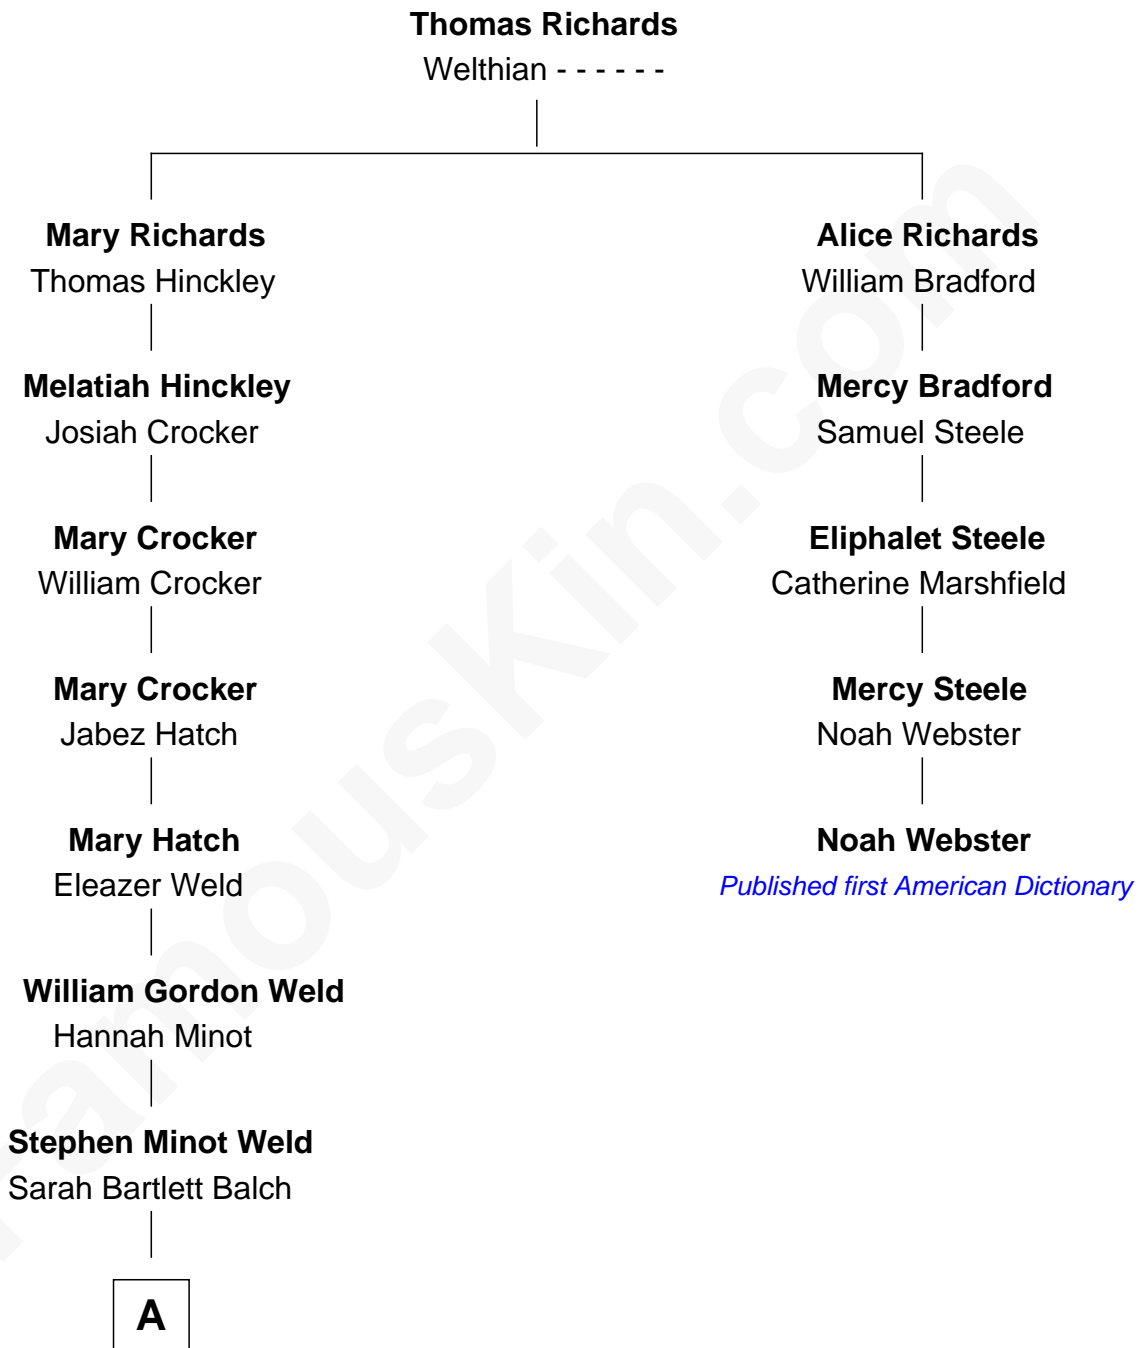 Thomas Richards
Welthian - - - - - -
Mary Richards
Thomas Hinckley
Alice Richards
William Bradford
Melatiah Hinckley
Josiah Crocker
Mercy Bradford
Samuel Steele
Mary Crocker
William Crocker
Eliphalet Steele
Catherine Marshfield
Mary Crocker
Jabez Hatch
Mercy Steele
Noah Webster
Mary Hatch
Eleazer Weld
Noah Webster
Published first American Dictionary
William Gordon Weld
Hannah Minot
Stephen Minot Weld
Sarah Bartlett Balch
A
FamousKin.com